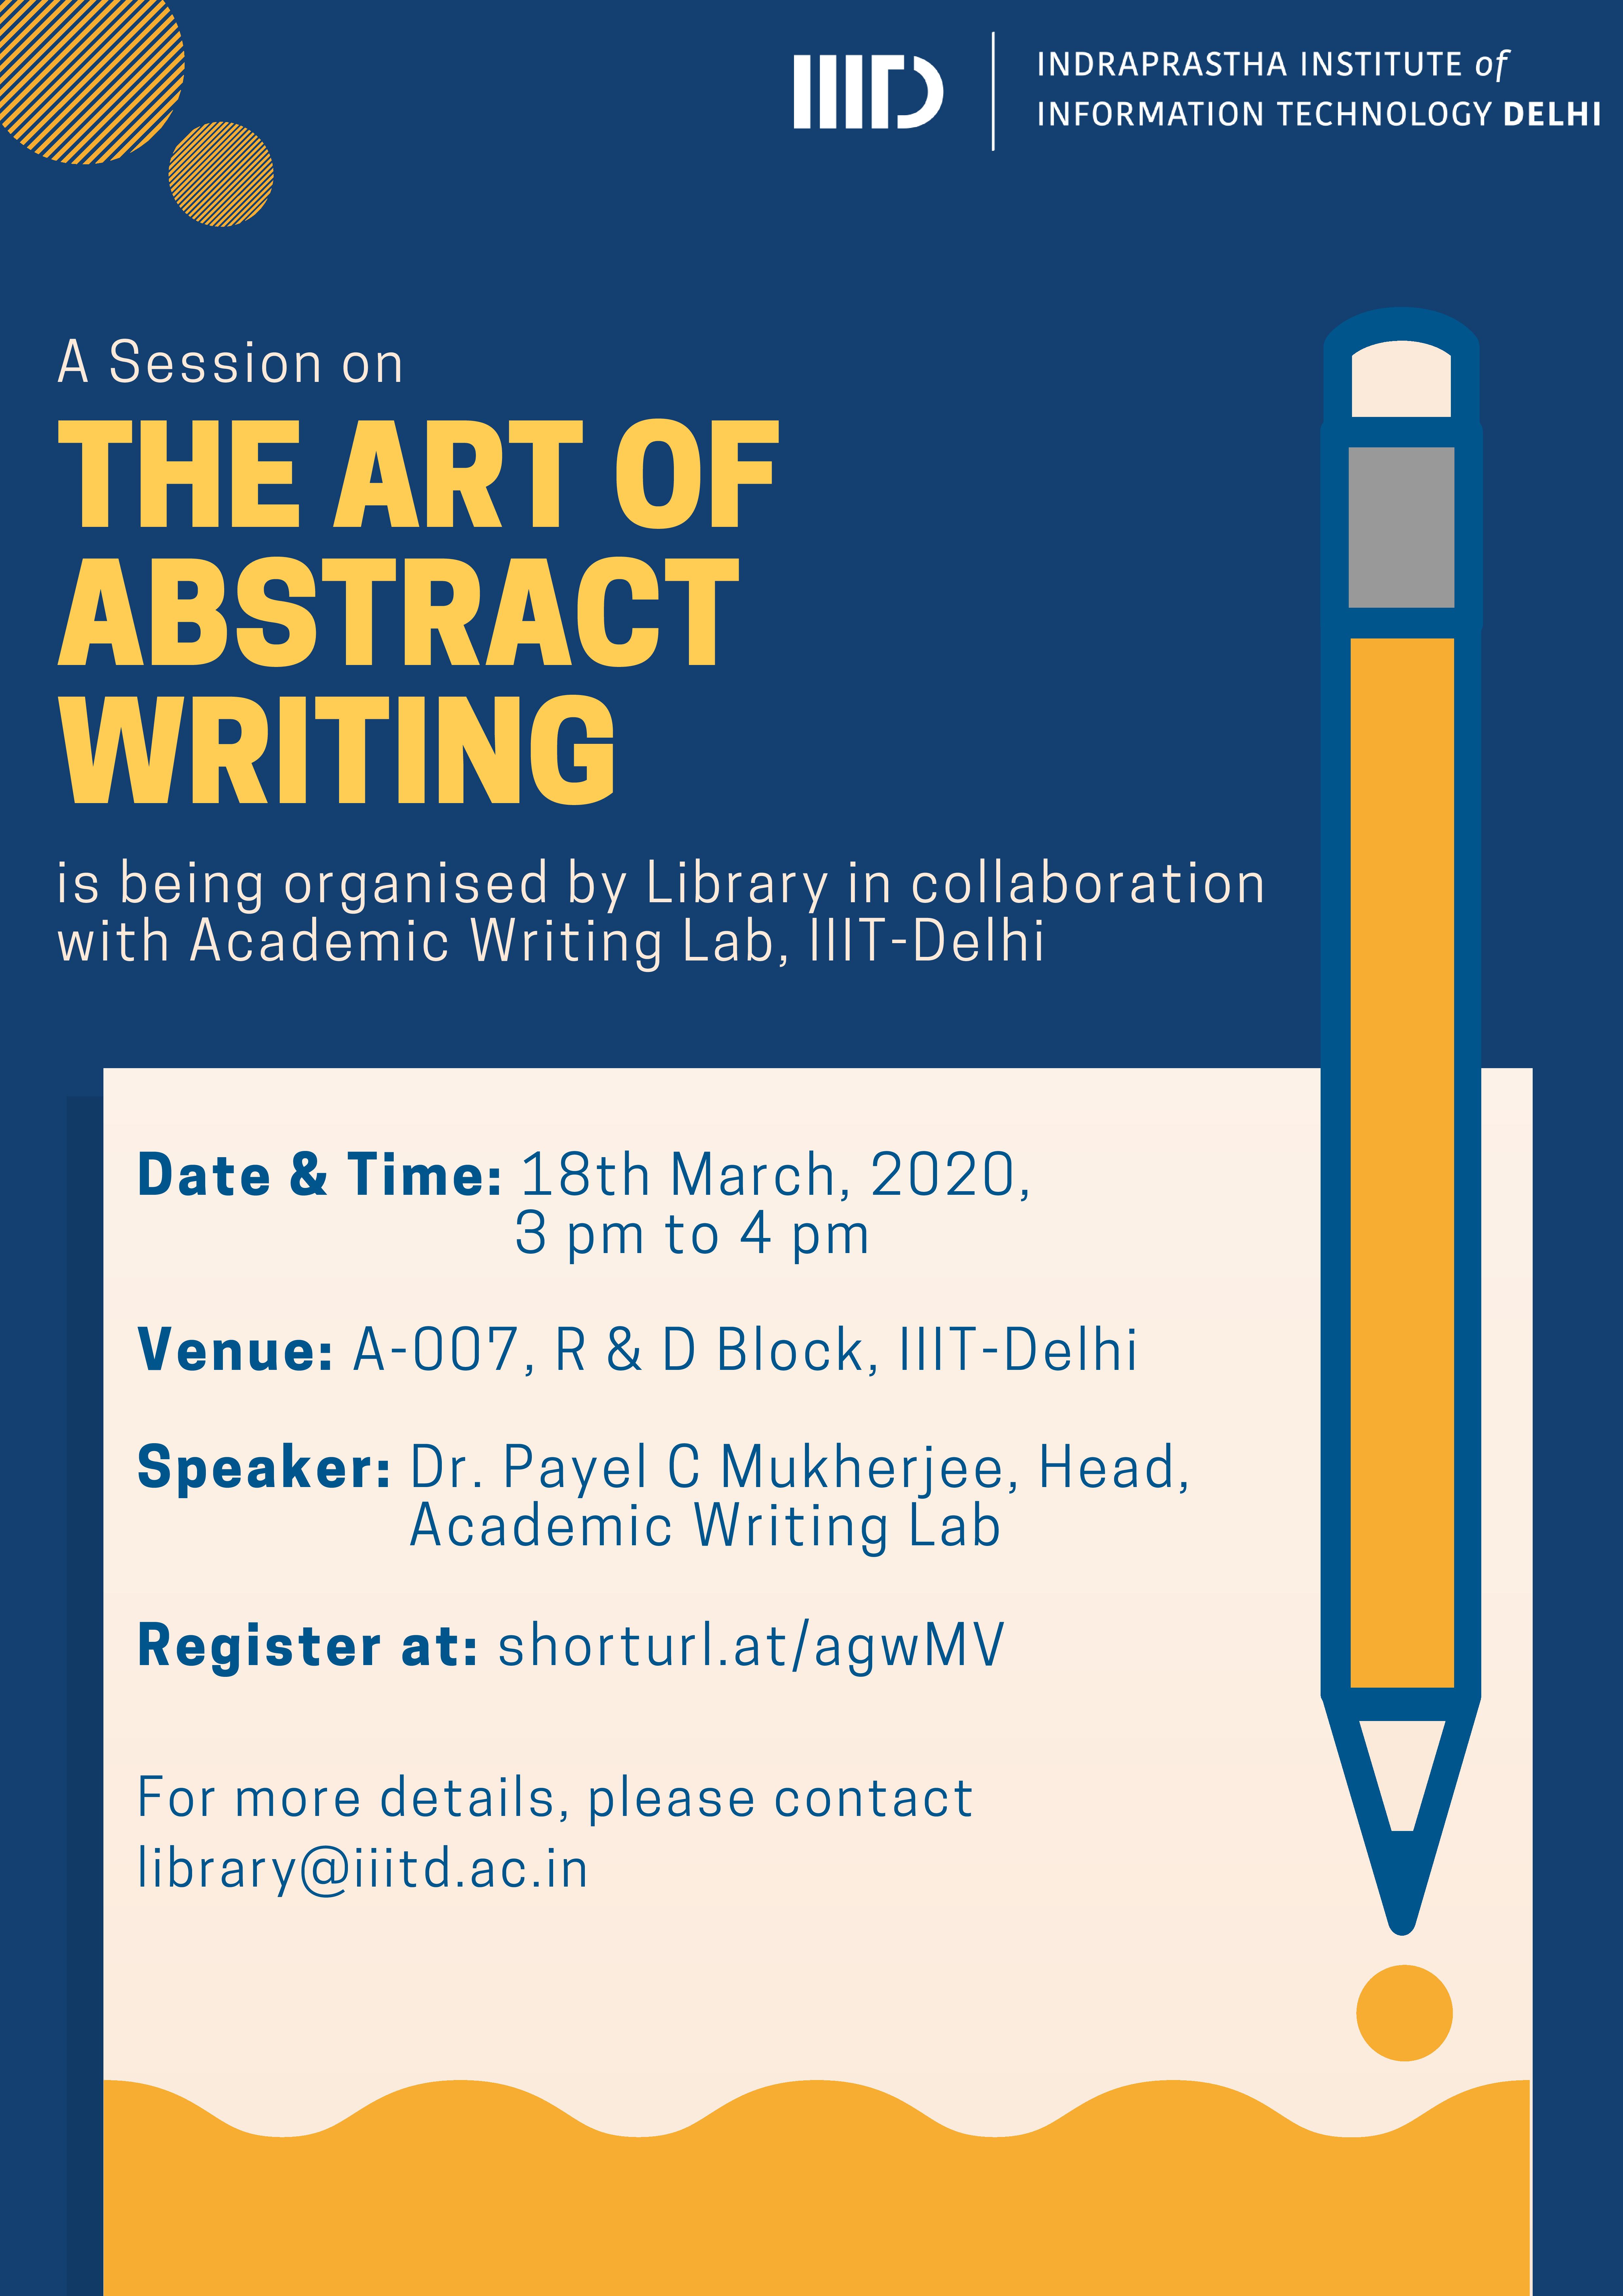 IIITD
INDRAPRASTHA INSTITUTE of
INFORMATION TECHNOLOGY DELHI
A Session on
THE ART OF
ABSTRACT
WRITING
is being organised by Library in collaboration
with Academic Writing Lab, IIIT-Delhi
Date & Time: 18th March, 2020,
3 pm to 4 pm
Venue: A-007, R & D Block, IIIT-Delhi
Speaker: Dr. Payel C Mukherjee, Head,
Academic Writing Lab
Register at: shorturl.at/agwMV
For more details, please contact
library@iiitd.ac.in